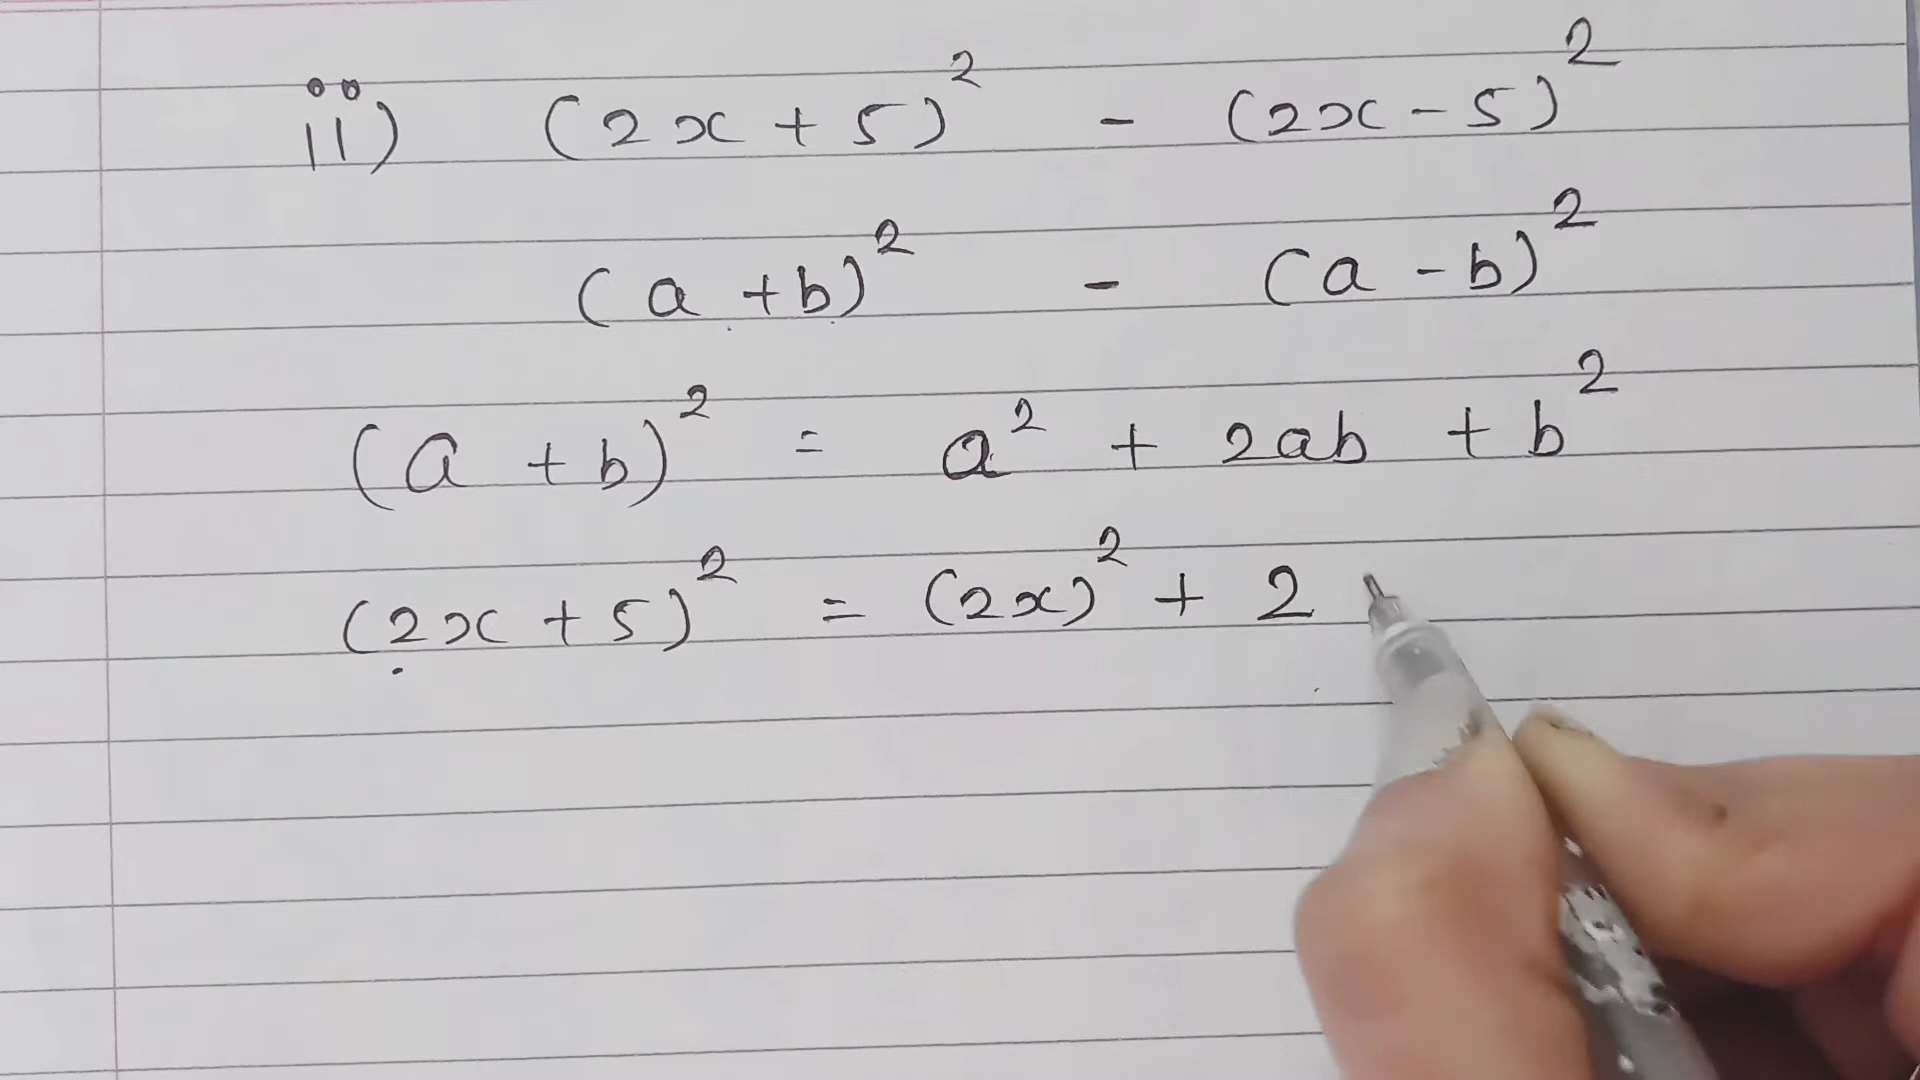 ii) (2x + 5)² - (2x - 5)²
(a + b)² - (a - b)²
(a + b)² = a² + 2ab + b²
(2x + 5)² = (2x)² + 2